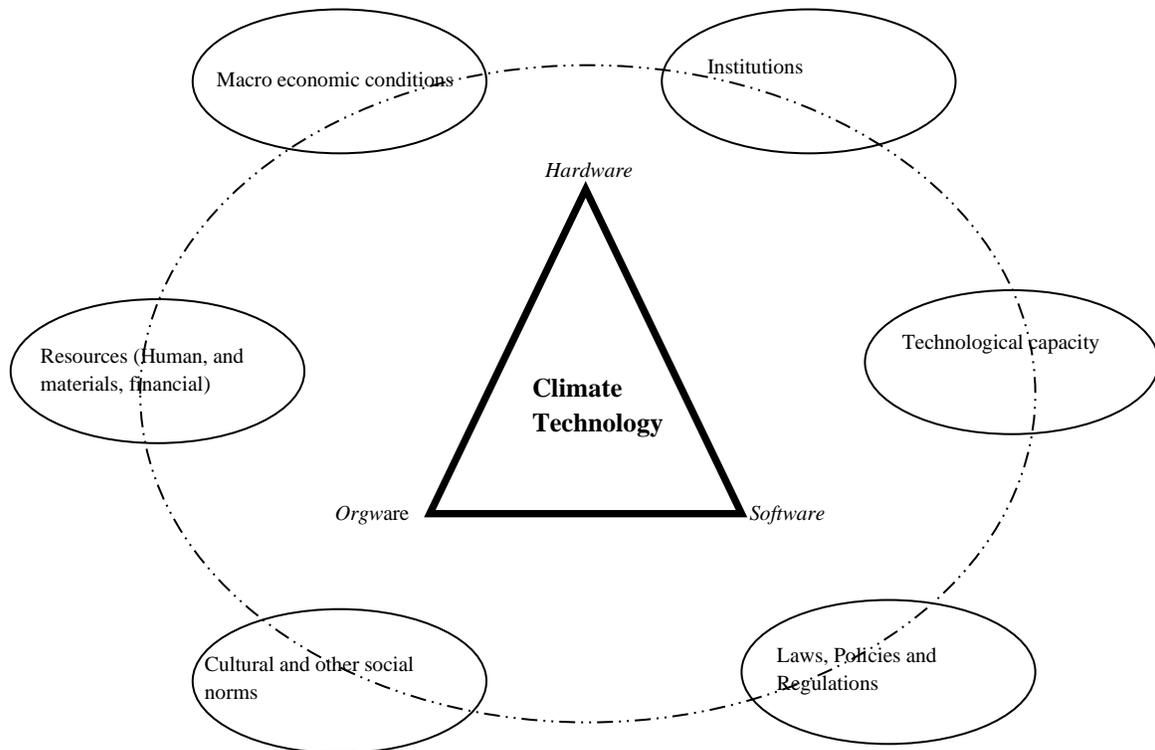 Macro economic conditions
Institutions
Hardware
Resources (Human, and
materials, financial)
Technological capacity
Climate
Technology
Orgware
Software
Cultural and other social
norms
Laws, Policies and
Regulations